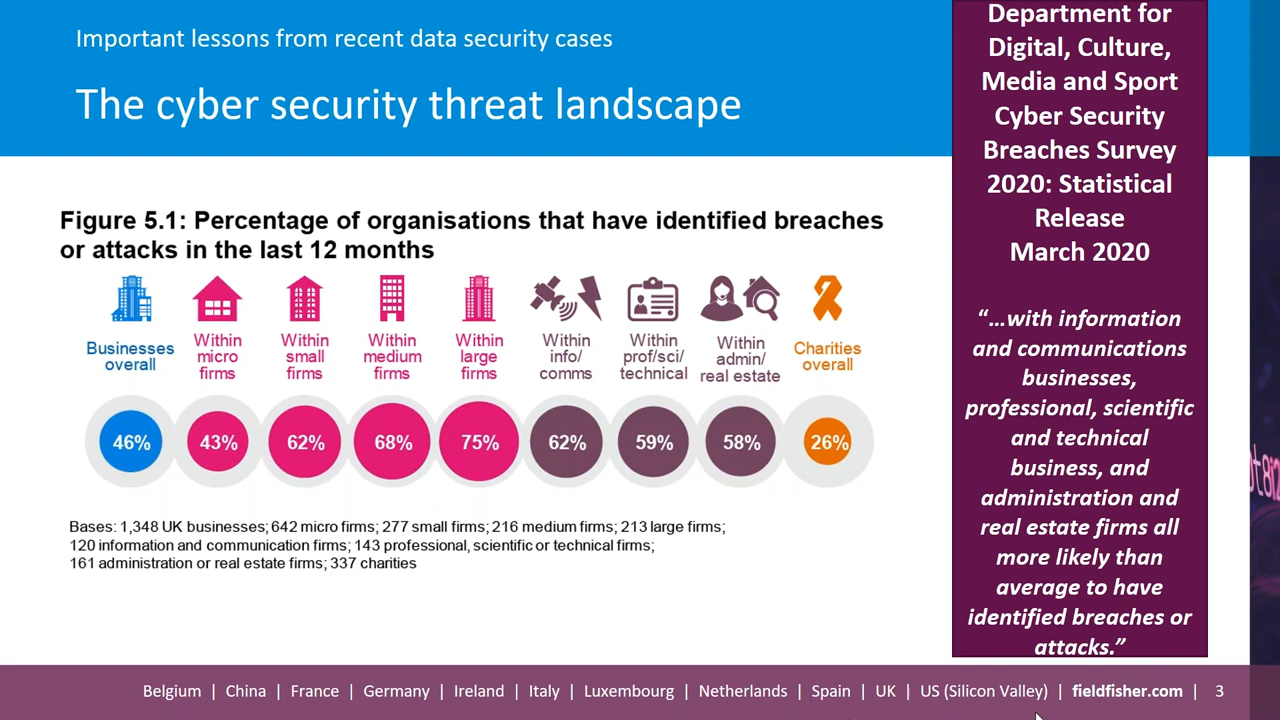 Important lessons from recent data security cases
The cyber security threat landscape
Figure 5.1: Percentage of organisations that have identified breaches
or attacks in the last 12 months
Businesses
overall
Within
micro
firms
Within
small
firms
Within
medium
firms
Within
large
firms
Within
info/
comms
Within
prof/sci/
technical
Within
admin/
real estate
Charities
overall
46%
43%
62%
68%
75%
62%
59%
58%
26%
Bases: 1,348 UK businesses; 642 micro firms; 277 small firms; 216 medium firms; 213 large firms;
120 information and communication firms; 143 professional, scientific or technical firms;
161 administration or real estate firms; 337 charities
Department for
Digital, Culture,
Media and Sport
Cyber Security
Breaches Survey
2020: Statistical
Release
March 2020
“…with information
and communications
businesses,
professional, scientific
and technical
business, and
administration and
real estate firms all
more likely than
average to have
identified breaches or
attacks.”
Belgium | China | France | Germany | Ireland | Italy | Luxembourg | Netherlands | Spain | UK | US (Silicon Valley) | fieldfisher.com | 3